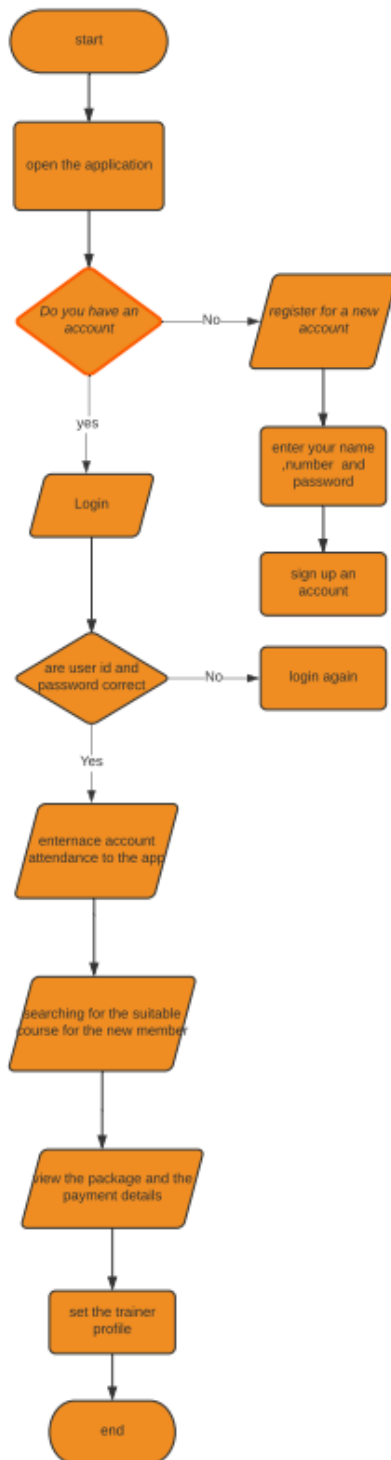 start
open the application
Do you have an
account
No
register for a new
account
yes
enter your name
,number and
password
Login
sign up an
account
are user id and
password correct
No
login again
Yes
enternace account
attendance to the app
searching for the suitable
course for the new member
view the package and the
payment details
set the trainer
profile
end